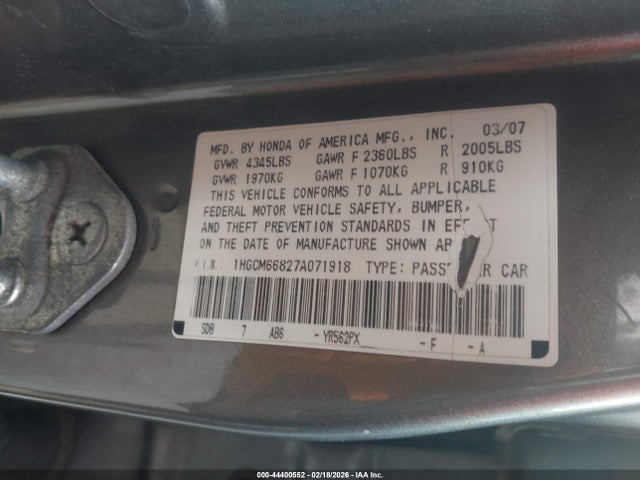 MFD. BY HONDA OF AMERICA MFG., INC. 03/07
GVWR 4345LBS GAWR F 2360LBS R 2005LBS
GVWR 1970KG GAWR F 1070KG R 910KG
THIS VEHICLE CONFORMS TO ALL APPLICABLE
FEDERAL MOTOR VEHICLE SAFETY, BUMPER,
AND THEFT PREVENTION STANDARDS IN EFFECT
ON THE DATE OF MANUFACTURE SHOWN
V.I.N.: 1HGCM66827A071918 TYPE: CAR
SDB 7 AB6 -YR562PX -F -A
000-44400552 - 02/18/2026 - IAA Inc.